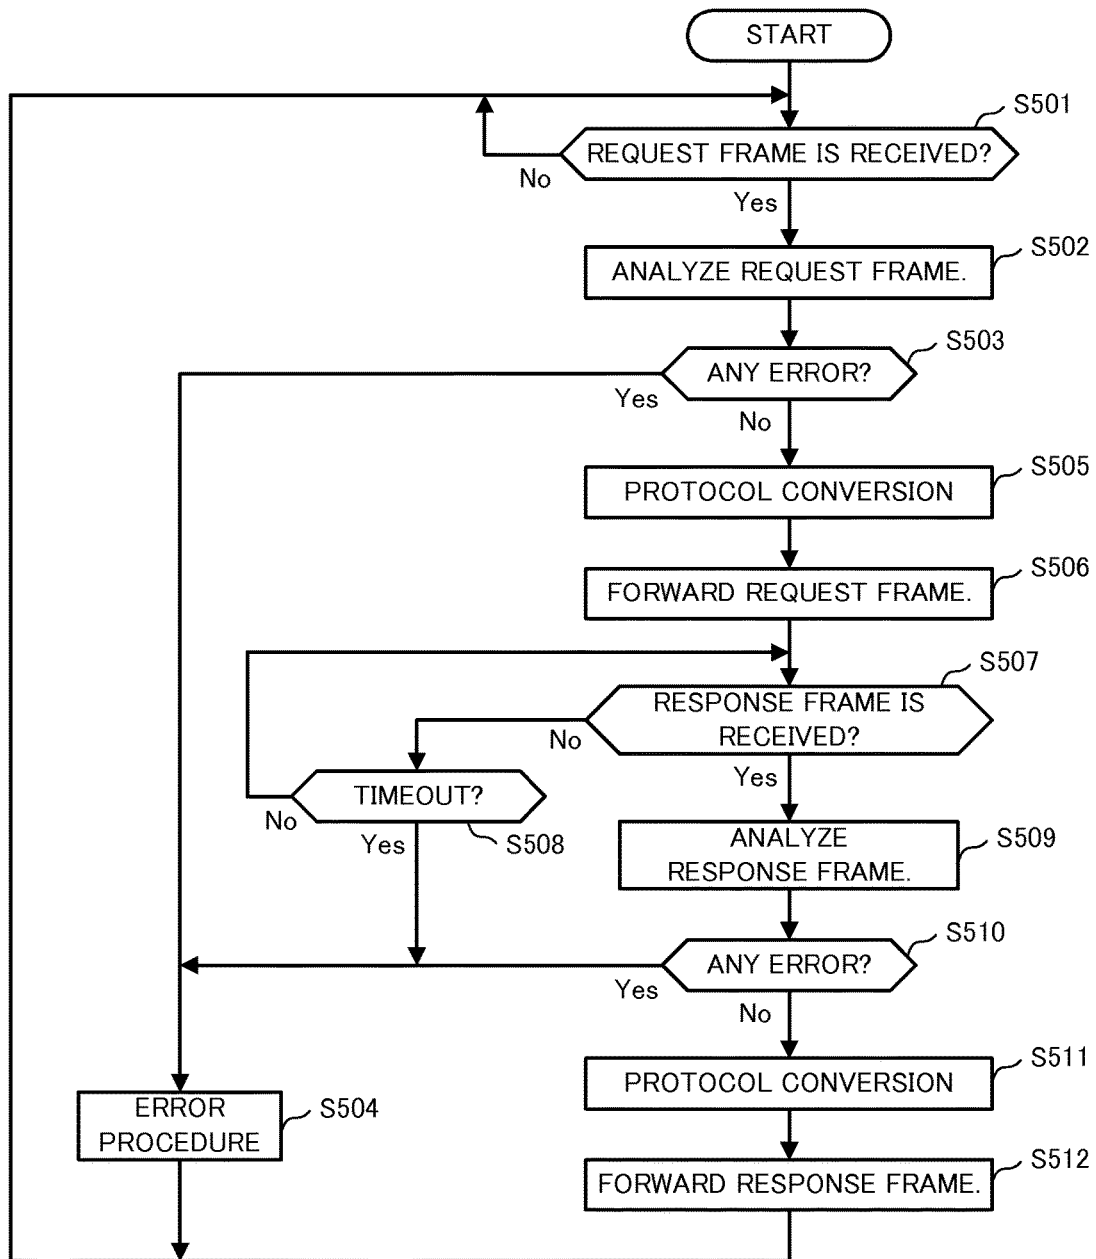 START
S501
REQUEST FRAME IS RECEIVED?
No
Yes
S502
ANALYZE REQUEST FRAME.
S503
ANY ERROR?
Yes
No
S505
PROTOCOL CONVERSION
S506
FORWARD REQUEST FRAME.
S507
RESPONSE FRAME IS
RECEIVED?
No
Yes
TIMEOUT?
No
Yes
S508
S509
ANALYZE
RESPONSE FRAME.
S510
ANY ERROR?
Yes
No
S511
PROTOCOL CONVERSION
ERROR
PROCEDURE
S504
S512
FORWARD RESPONSE FRAME.